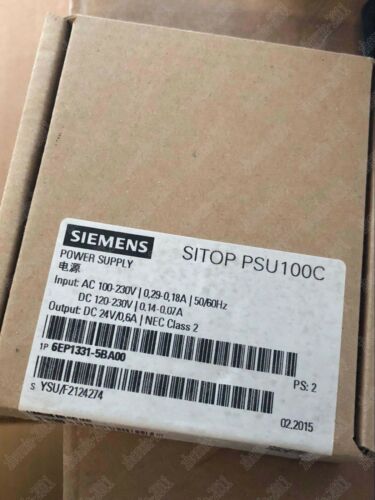 SIEMENS
SITOP PSU100C
POWER SUPPLY
电源
Input: AC 100-230V | 0,29-0,18A | 50/60Hz
DC 120-230V | 0,14-0.07A
Output: DC 24V/0,6A | NEC Class 2
1P 6EP1331-5BA00
PS: 2
S YSU/F2124274
02.2015